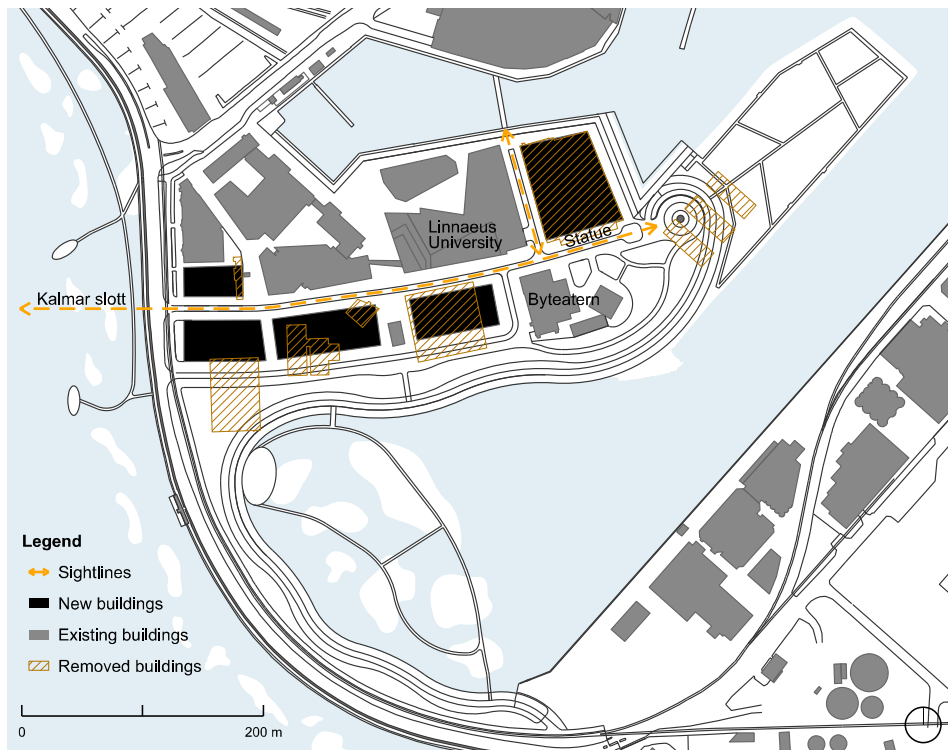 Linnaeus
University
Statue
Kalmar slott
Byteatern
Legend
Sightlines
New buildings
Existing buildings
Removed buildings
0
200 m